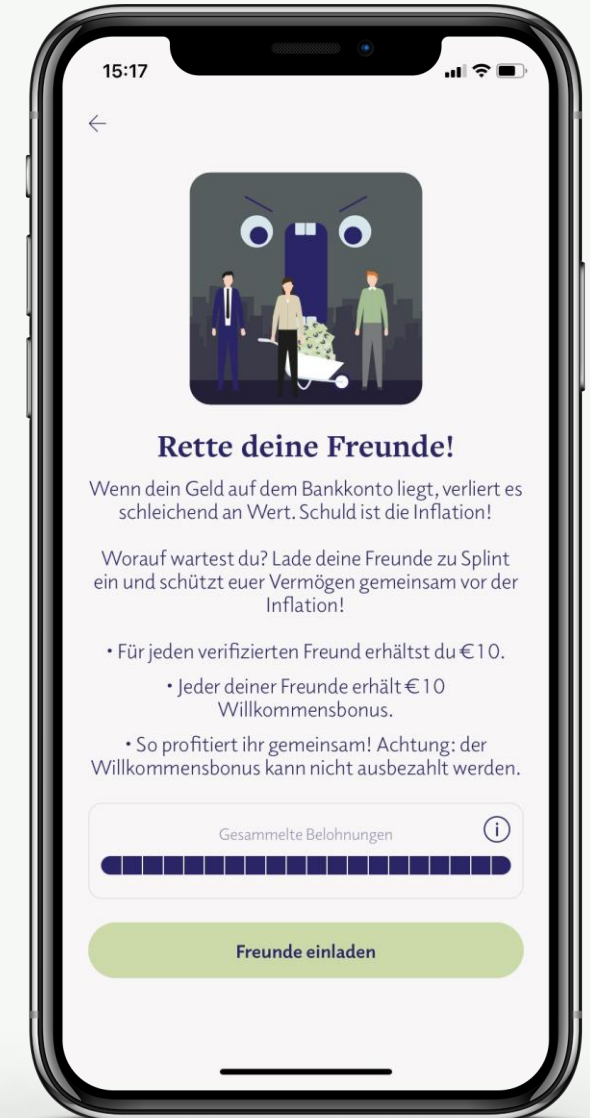 15:17
Rette deine Freunde!
Wenn dein Geld auf dem Bankkonto liegt, verliert es
schleichend an Wert. Schuld ist die Inflation!
Worauf wartest du? Lade deine Freunde zu Splint
ein und schützt euer Vermögen gemeinsam vor der
Inflation!
• Für jeden verifizierten Freund erhältst du €10.
• Jeder deiner Freunde erhält €10
Willkommensbonus.
• So profitiert ihr gemeinsam! Achtung: der
Willkommensbonus kann nicht ausbezahlt werden.
Gesammelte Belohnungen
i
Freunde einladen